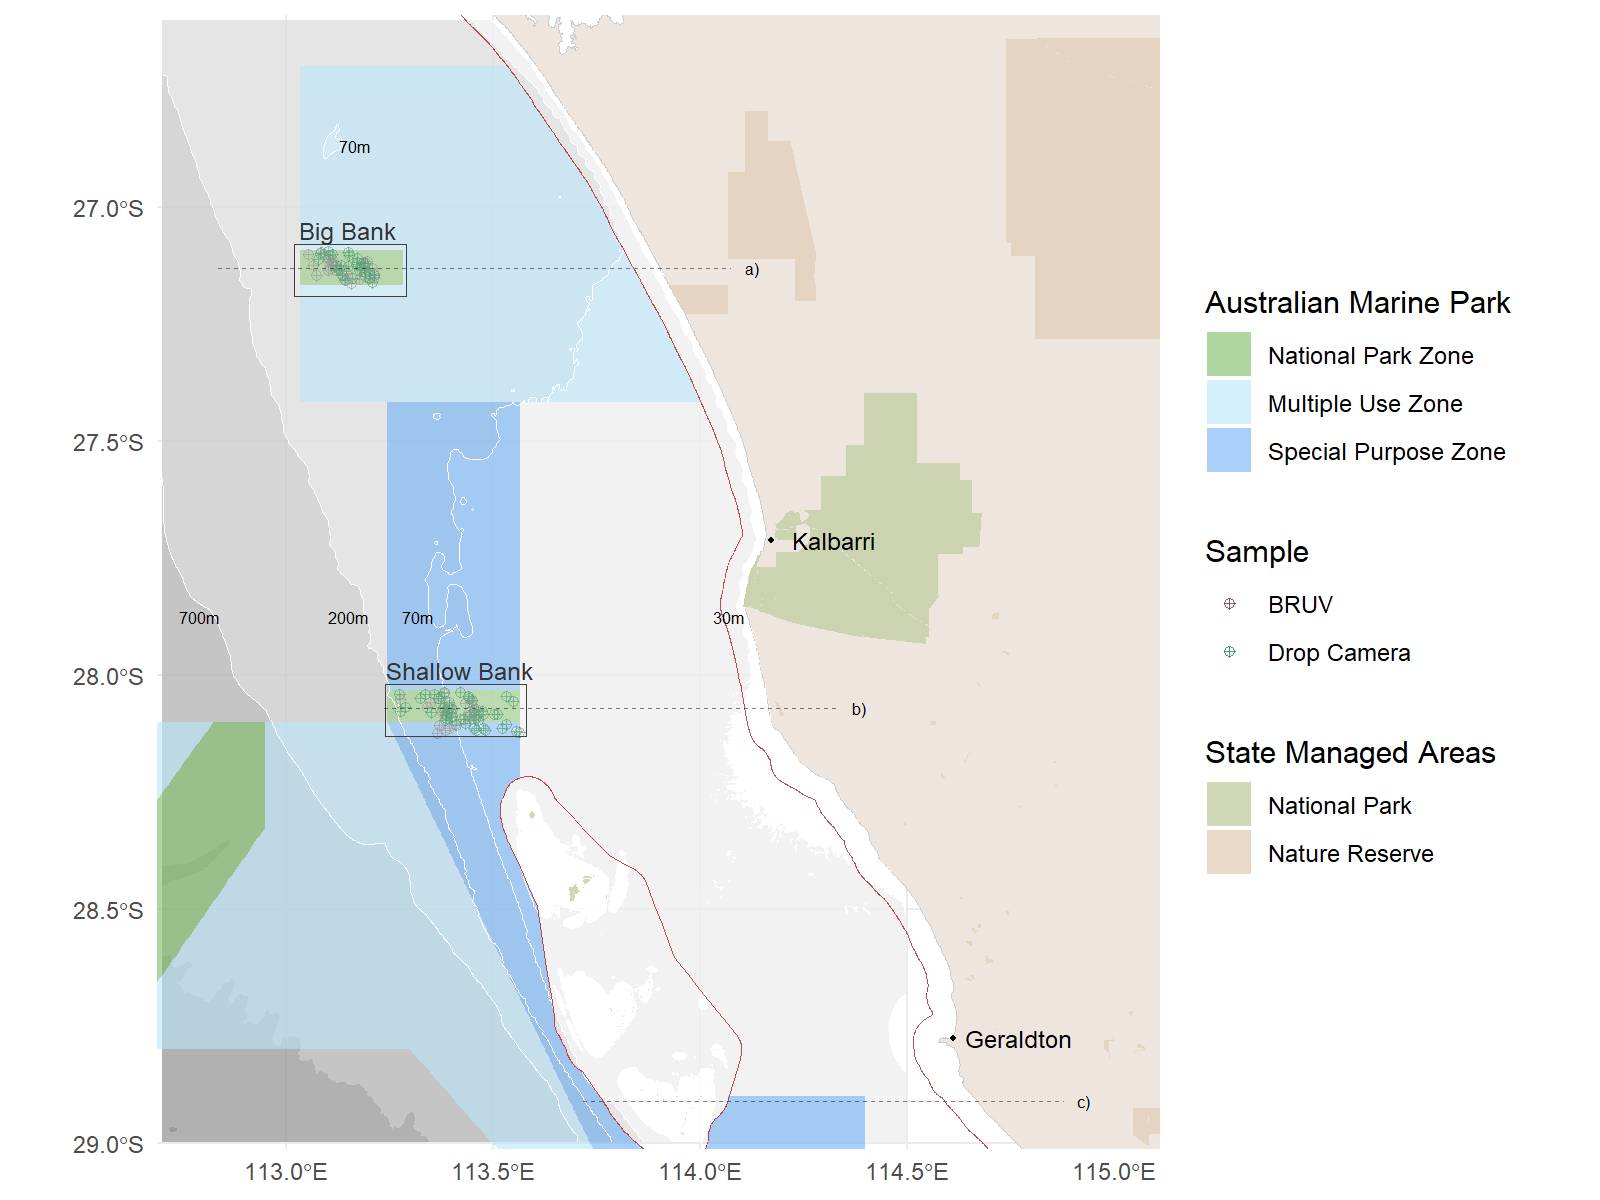 70m
27.0°S
Big Bank
a)
27.5°S
Kalbarri
700m
200m
70m
30m
28.0°S
Shallow Bank
b)
28.5°S
Geraldton
c)
29.0°S
113.0°E
113.5°E
114.0°E
114.5°E
115.0°E
Australian Marine Park
National Park Zone
Multiple Use Zone
Special Purpose Zone
Sample
BRUV
Drop Camera
State Managed Areas
National Park
Nature Reserve